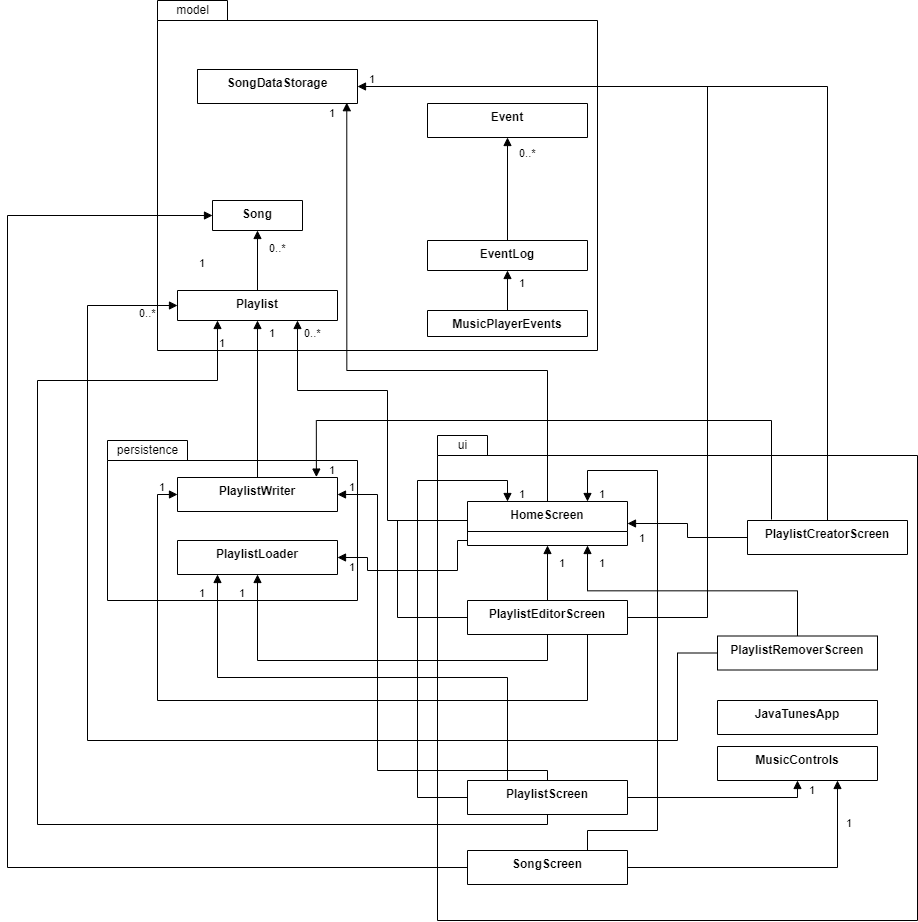 model
SongDataStorage
1
1
Event
0..*
Song
0..*
1
EventLog
1
Playlist
0..*
1
0..*
1
MusicPlayerEvents
persistence
ui
1
PlaylistWriter
1
1
1
1
HomeScreen
PlaylistCreatorScreen
1
PlaylistLoader
1
1
1
1
1
PlaylistEditorScreen
PlaylistRemoverScreen
JavaTunesApp
MusicControls
PlaylistScreen
1
1
SongScreen